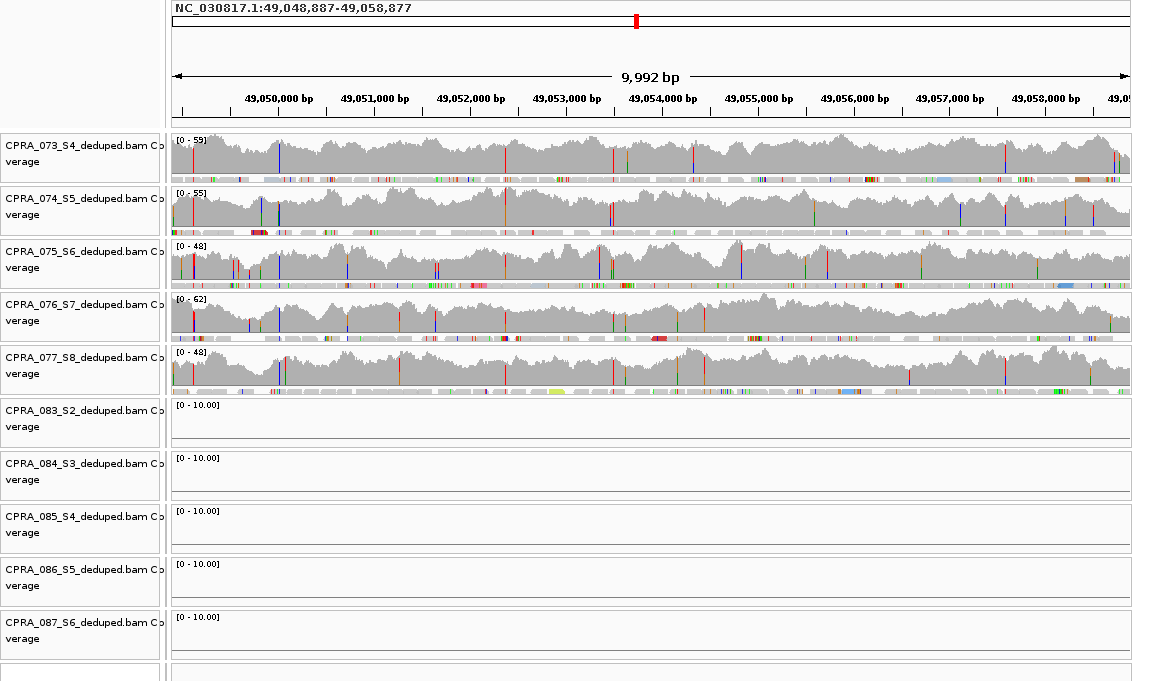 NC_030817.1:49,048,887-49,058,877
9,992 bp
49,050,000 bp 49,051,000 bp 49,052,000 bp 49,053,000 bp 49,054,000 bp 49,055,000 bp 49,056,000 bp 49,057,000 bp 49,058,000 bp 49,05
CPRA_073_S4_deduped.bam Co
verage
[0 - 59]
CPRA_074_S5_deduped.bam Co
verage
[0 - 55]
CPRA_075_S6_deduped.bam Co
verage
[0 - 48]
CPRA_076_S7_deduped.bam Co
verage
[0 - 62]
CPRA_077_S8_deduped.bam Co
verage
[0 - 48]
CPRA_083_S2_deduped.bam Co
verage
[0 - 10.00]
CPRA_084_S3_deduped.bam Co
verage
[0 - 10.00]
CPRA_085_S4_deduped.bam Co
verage
[0 - 10.00]
CPRA_086_S5_deduped.bam Co
verage
[0 - 10.00]
CPRA_087_S6_deduped.bam Co
verage
[0 - 10.00]